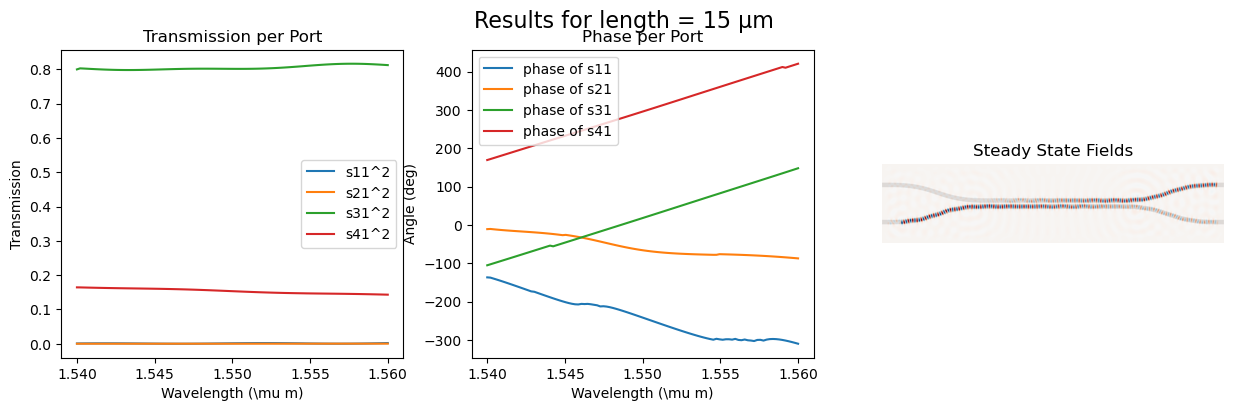 Results for length = 15 μm
Transmission per Port
Transmission
0.8
0.7
0.6
0.5
0.4
0.3
0.2
0.1
0.0
s11^2
s21^2
s31^2
s41^2
1.540
1.545
1.550
1.555
1.560
Wavelength (\mu m)
Phase per Port
Angle (deg)
400
300
200
100
0
−100
−200
−300
phase of s11
phase of s21
phase of s31
phase of s41
1.540
1.545
1.550
1.555
1.560
Wavelength (\mu m)
Steady State Fields